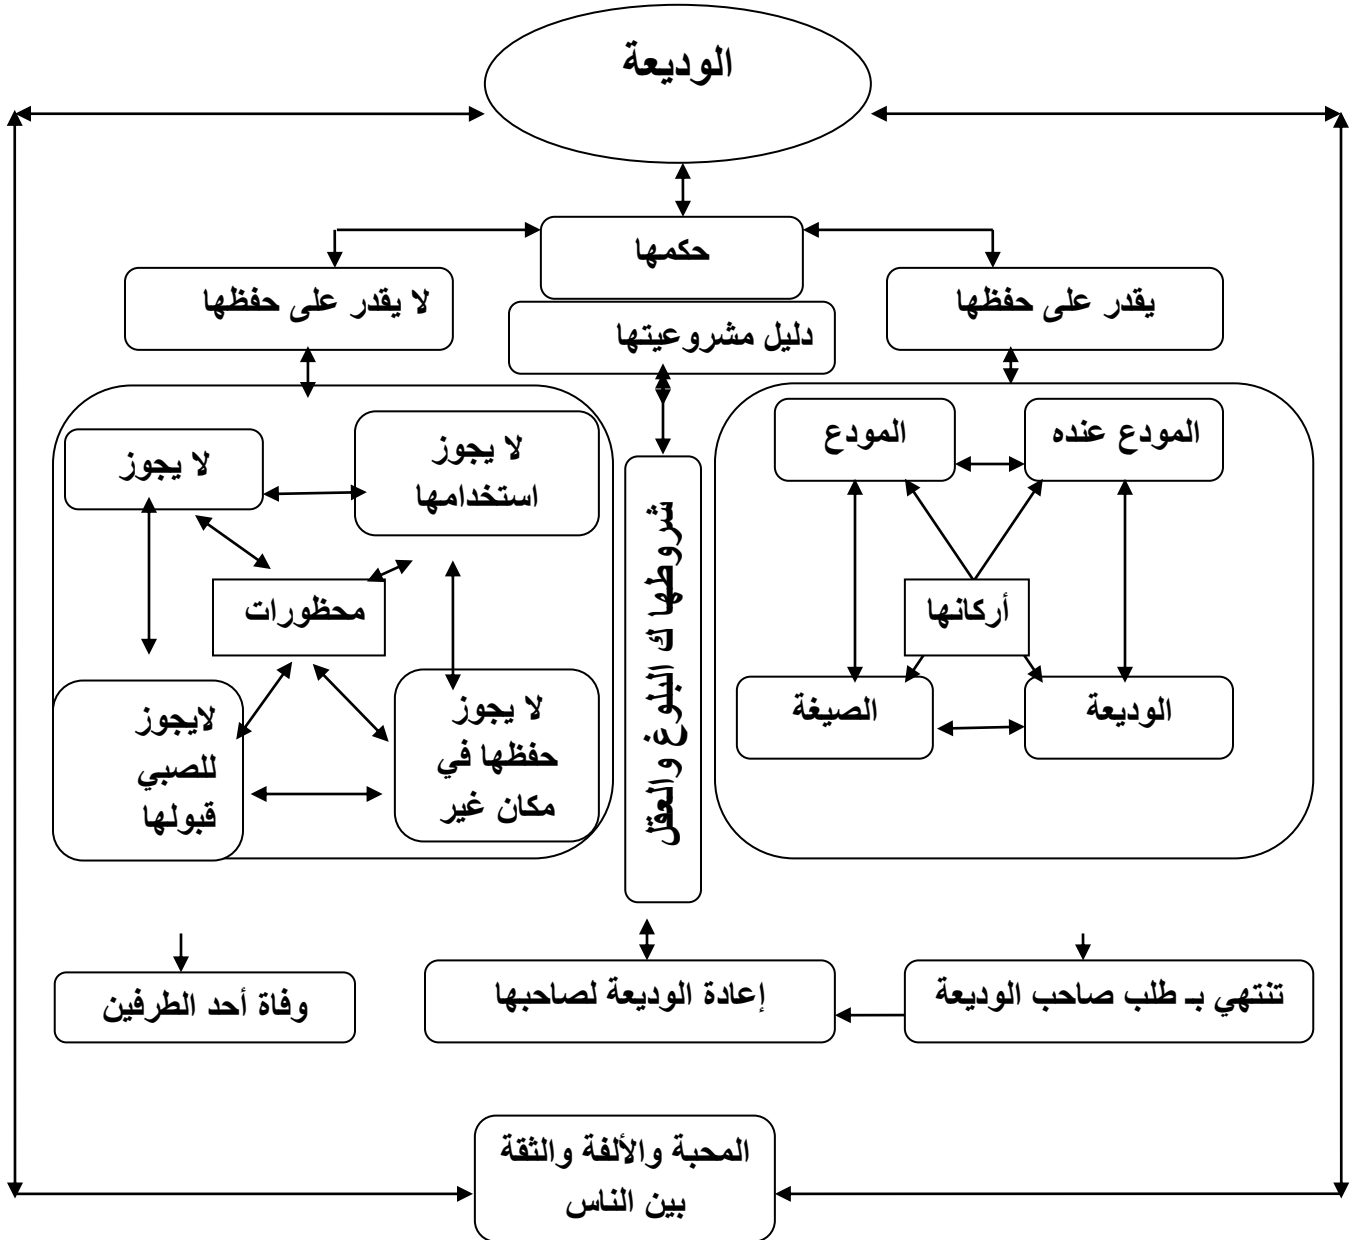 الوديعة
حكمها
يقدر على حفظها
لا يقدر على حفظها
دليل مشروعيتها
المودع عنده
المودع
أركانها
الوديعة
الصيغة
شروطها ك البلوغ والعقل
لا يجوز
استخدامها
لا يجوز
محظورات
لا يجوز
حفظها في
مكان غير
لايجوز
للصبي
قبولها
تنتهي بـ طلب صاحب الوديعة
إعادة الوديعة لصاحبها
وفاة أحد الطرفين
المحبة والألفة والثقة
بين الناس